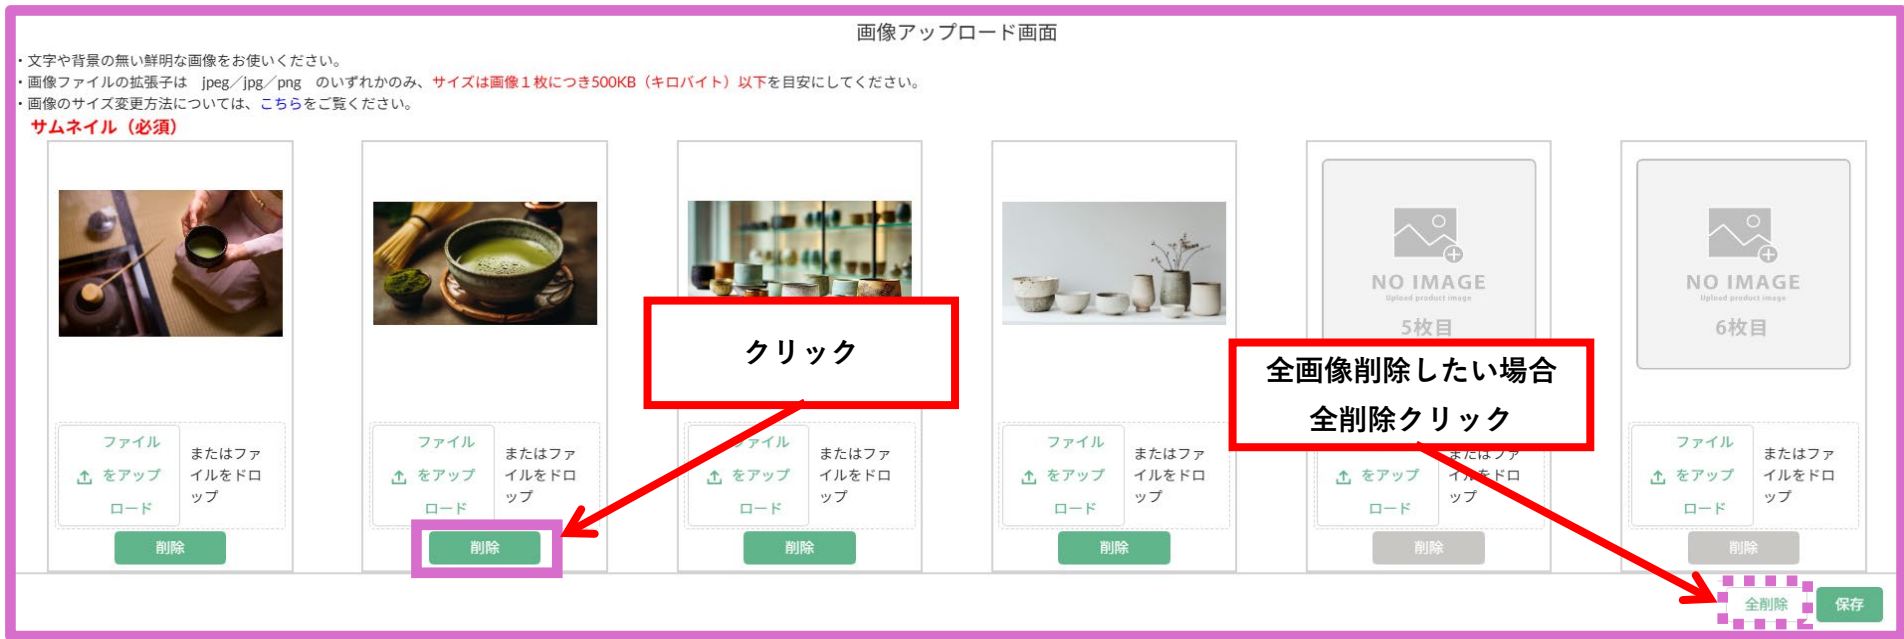 画像アップロード画面
・文字や背景の無い鮮明な画像をお使いください。
・画像ファイルの拡張子は　jpeg／jpg／png　のいずれかのみ、サイズは画像１枚につき500KB（キロバイト）以下を目安にしてください。
・画像のサイズ変更方法については、こちらをご覧ください。
サムネイル（必須）
NO IMAGE
Upload product image
5枚目
NO IMAGE
Upload product image
6枚目
クリック
全画像削除したい場合
全削除クリック
ファイル
をアップ
ロード
またはファ
イルをドロ
ップ
ファイル
をアップ
ロード
またはファ
イルをドロ
ップ
ファイル
をアップ
ロード
またはファ
イルをドロ
ップ
ファイル
をアップ
ロード
またはファ
イルをドロ
ップ
をアップ
ロード
またはファ
イルをドロ
ップ
ファイル
をアップ
ロード
またはファ
イルをドロ
ップ
削除
削除
削除
削除
削除
削除
全削除
保存